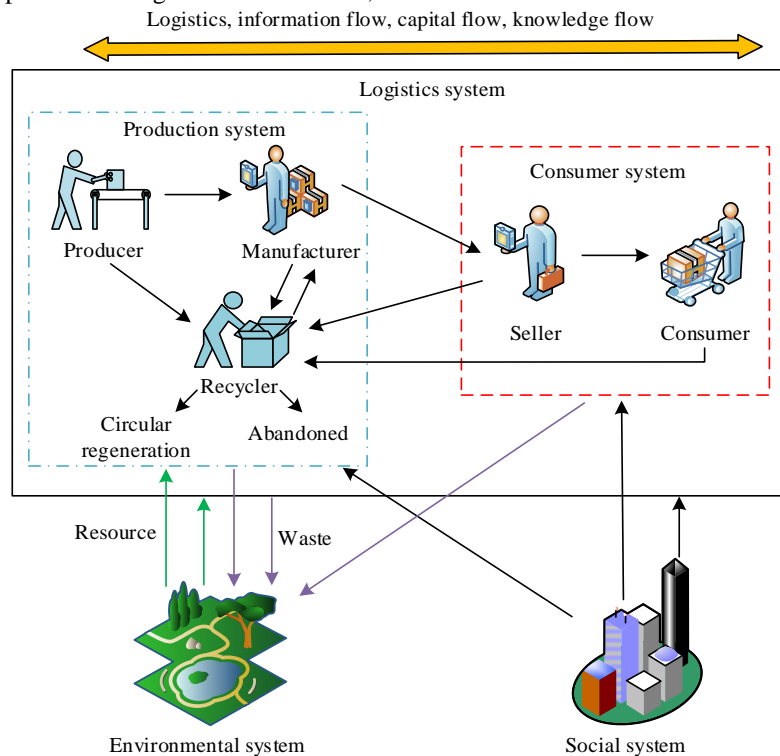 Logistics, information flow, capital flow, knowledge flow
Logistics system
Production system
Consumer system
Producer
Manufacturer
Seller
Consumer
Recycler
Circular
regeneration
Abandoned
Resource
Waste
Environmental system
Social system